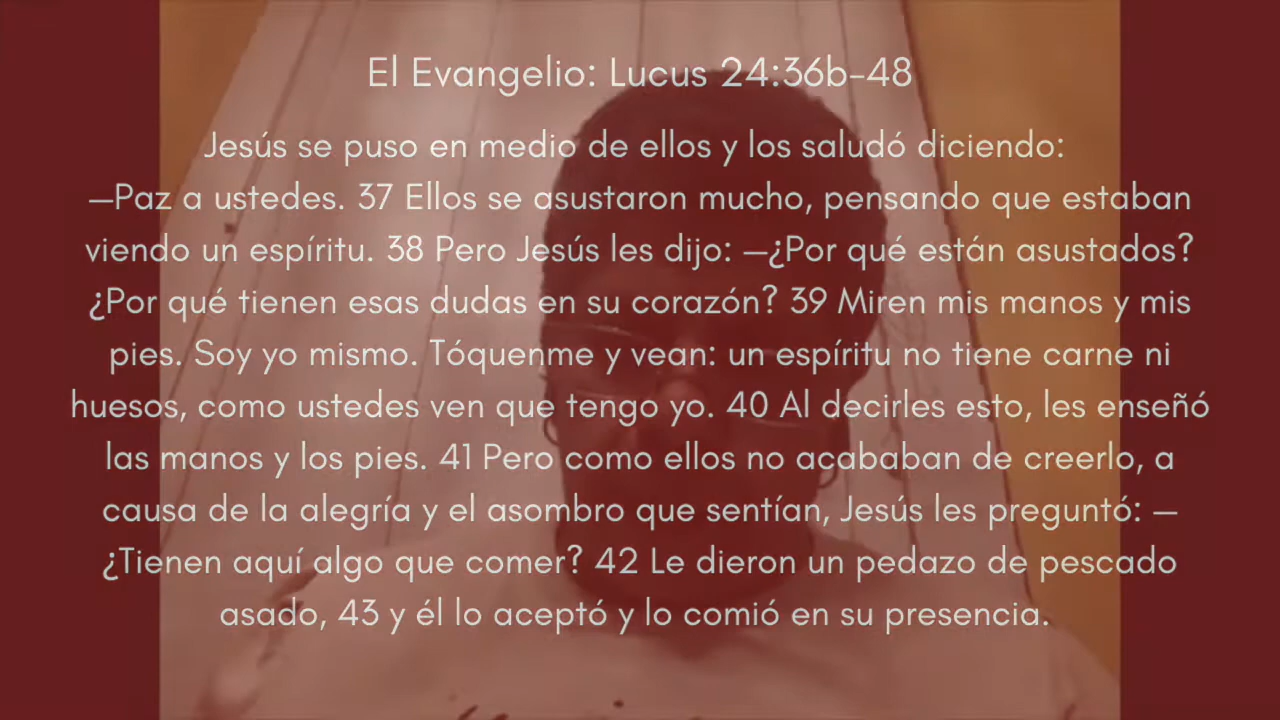 El Evangelio: Lucus 24:36b-48
Jesús se puso en medio de ellos y los saludó diciendo:
—Paz a ustedes. 37 Ellos se asustaron mucho, pensando que estaban
viendo un espíritu. 38 Pero Jesús les dijo: —¿Por qué están asustados?
¿Por qué tienen esas dudas en su corazón? 39 Miren mis manos y mis
pies. Soy yo mismo. Tóquenme y vean: un espíritu no tiene carne ni
huesos, como ustedes ven que tengo yo. 40 Al decirles esto, les enseñó
las manos y los pies. 41 Pero como ellos no acababan de creerlo, a
causa de la alegría y el asombro que sentían, Jesús les preguntó: —
¿Tienen aquí algo que comer? 42 Le dieron un pedazo de pescado
asado, 43 y él lo aceptó y lo comió en su presencia.